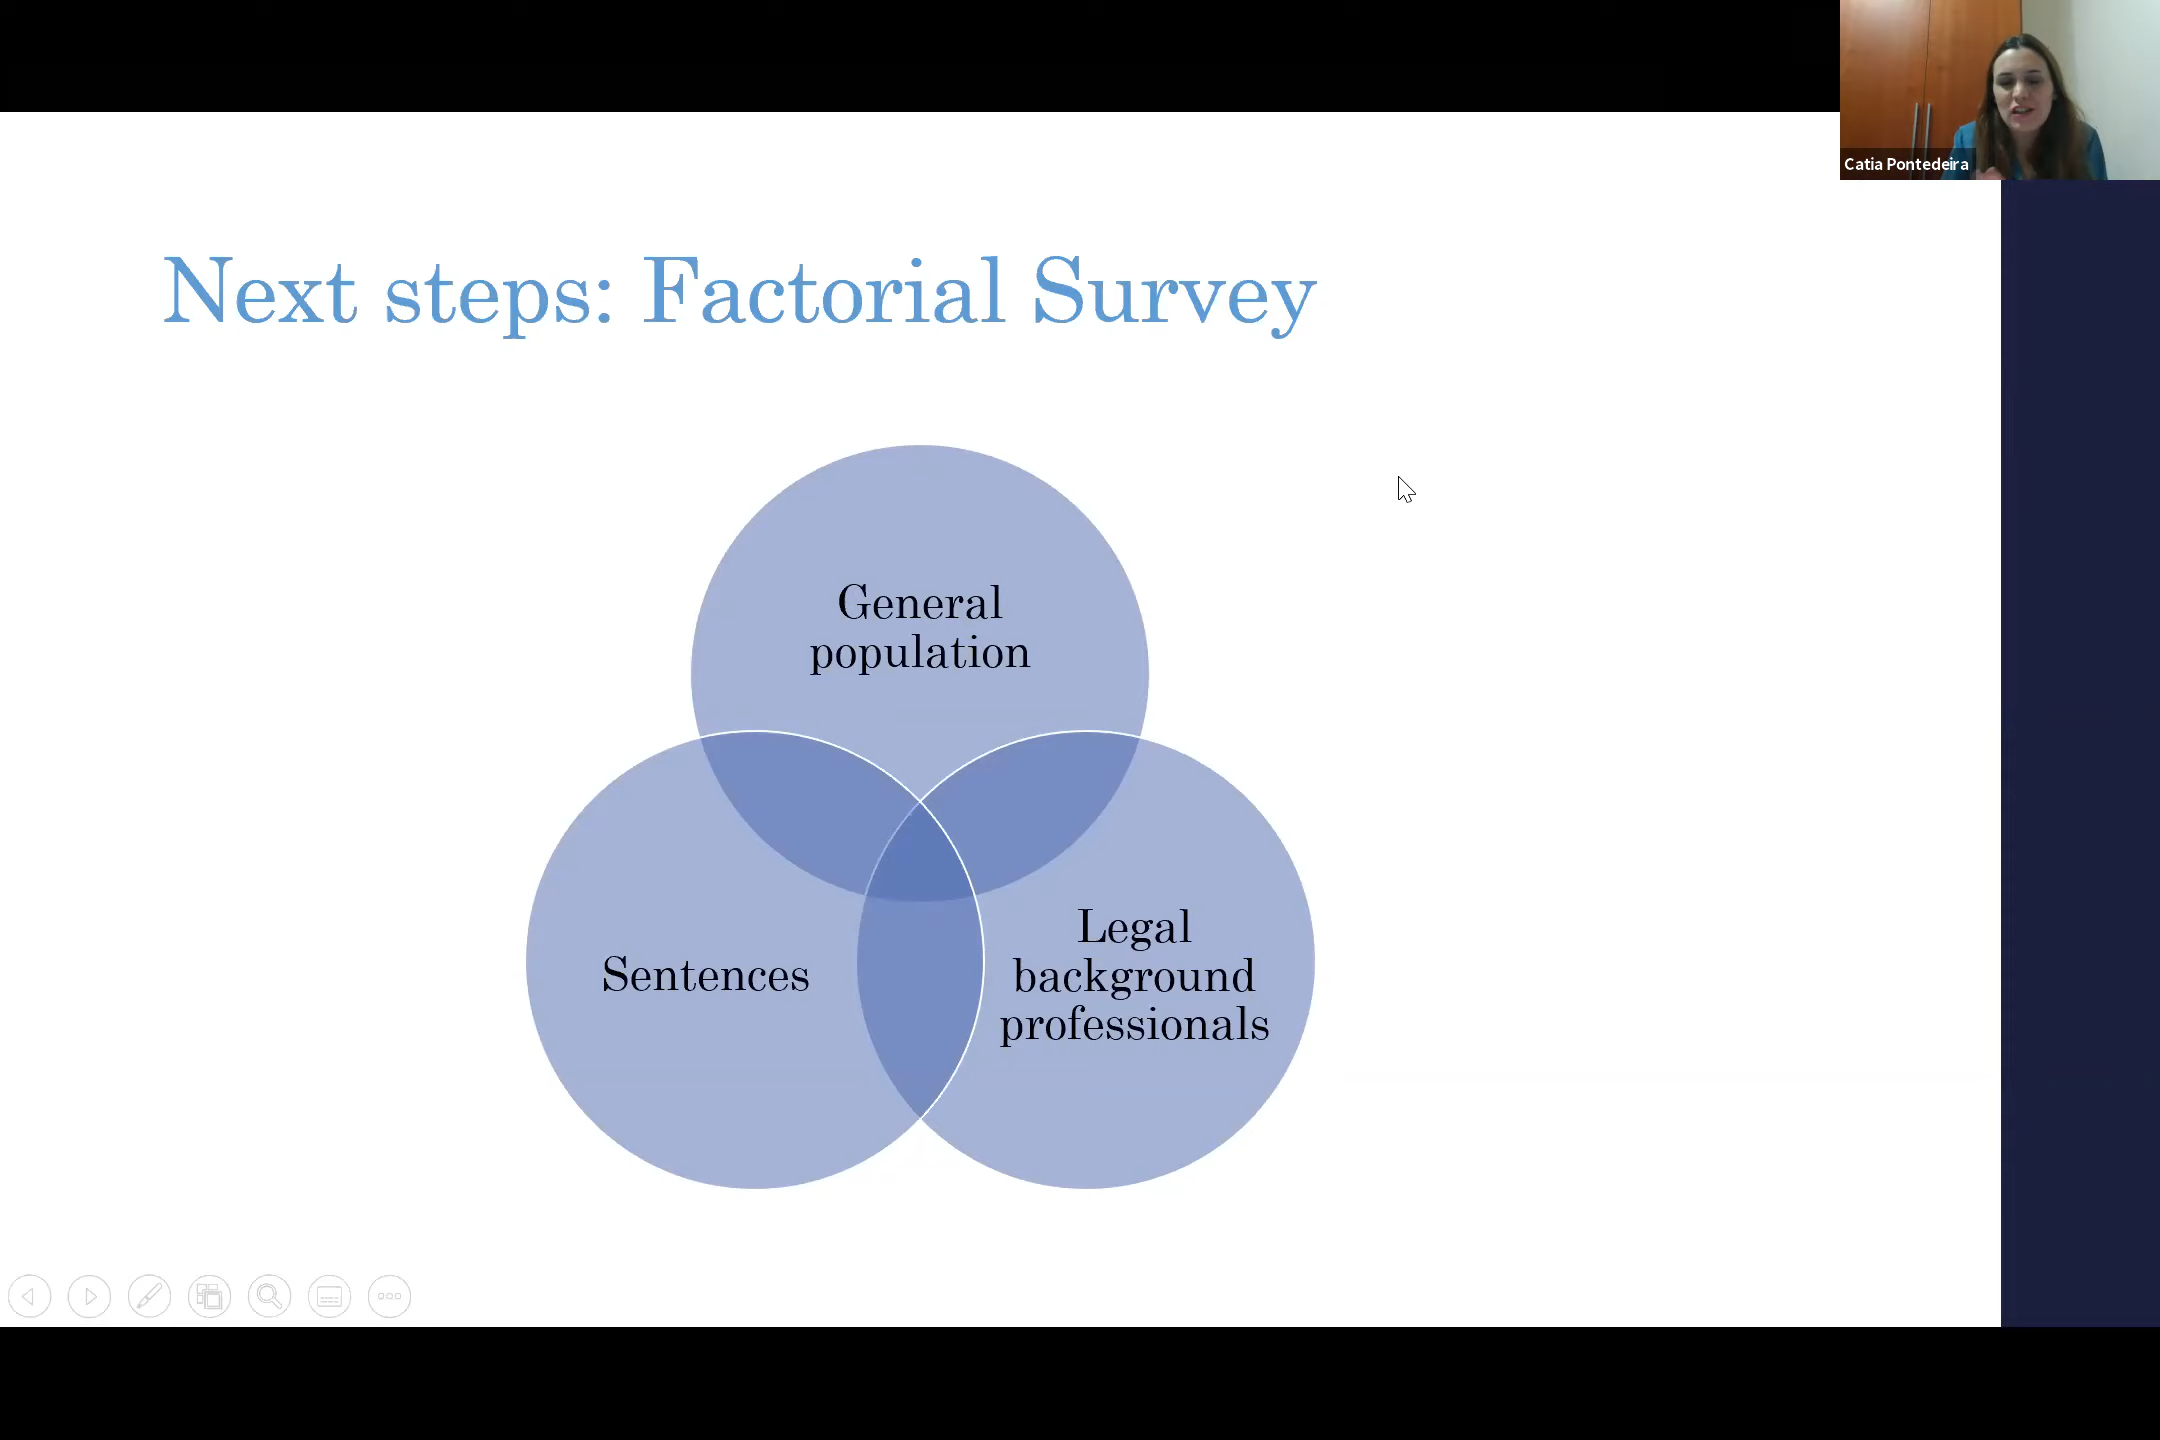 Catia Pontedeira
Next steps: Factorial Survey
General
population
Sentences
Legal
background
professionals